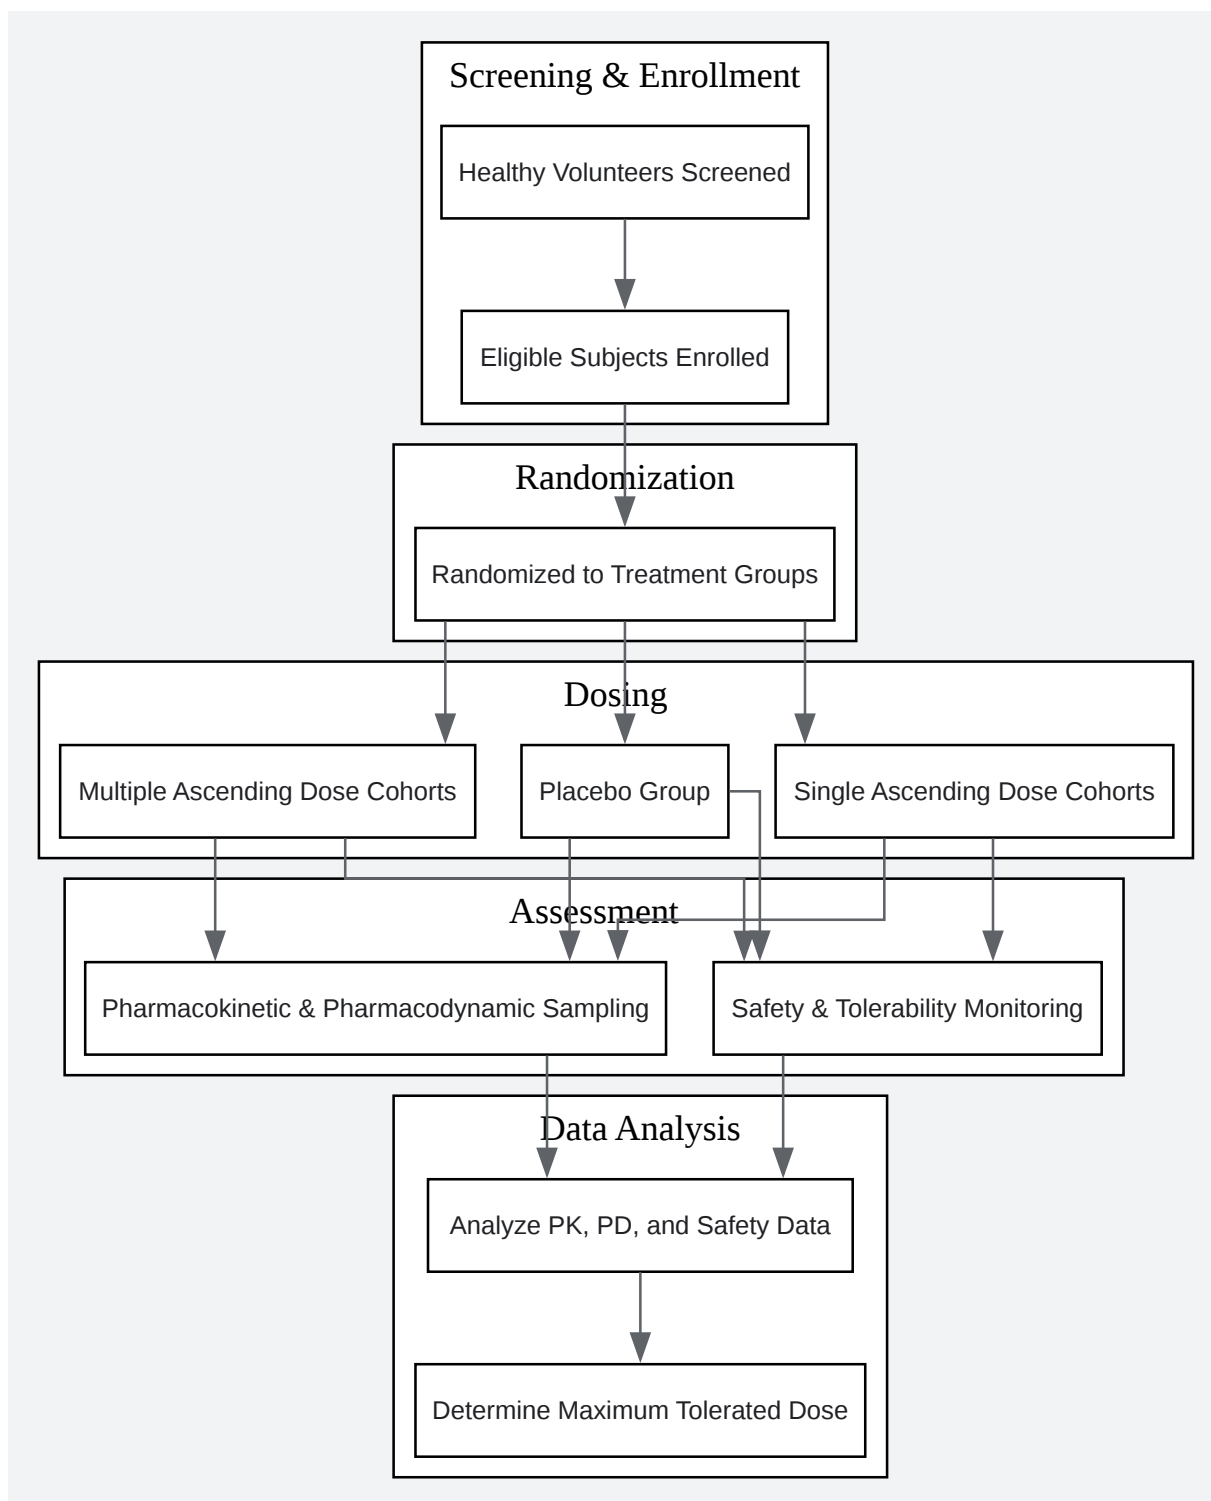 Screening & Enrollment
Healthy Volunteers Screened
Eligible Subjects Enrolled
Randomization
Randomized to Treatment Groups
Dosing
Multiple Ascending Dose Cohorts
Placebo Group
Single Ascending Dose Cohorts
Assessment
Pharmacokinetic & Pharmacodynamic Sampling
Safety & Tolerability Monitoring
Data Analysis
Analyze PK, PD, and Safety Data
Determine Maximum Tolerated Dose